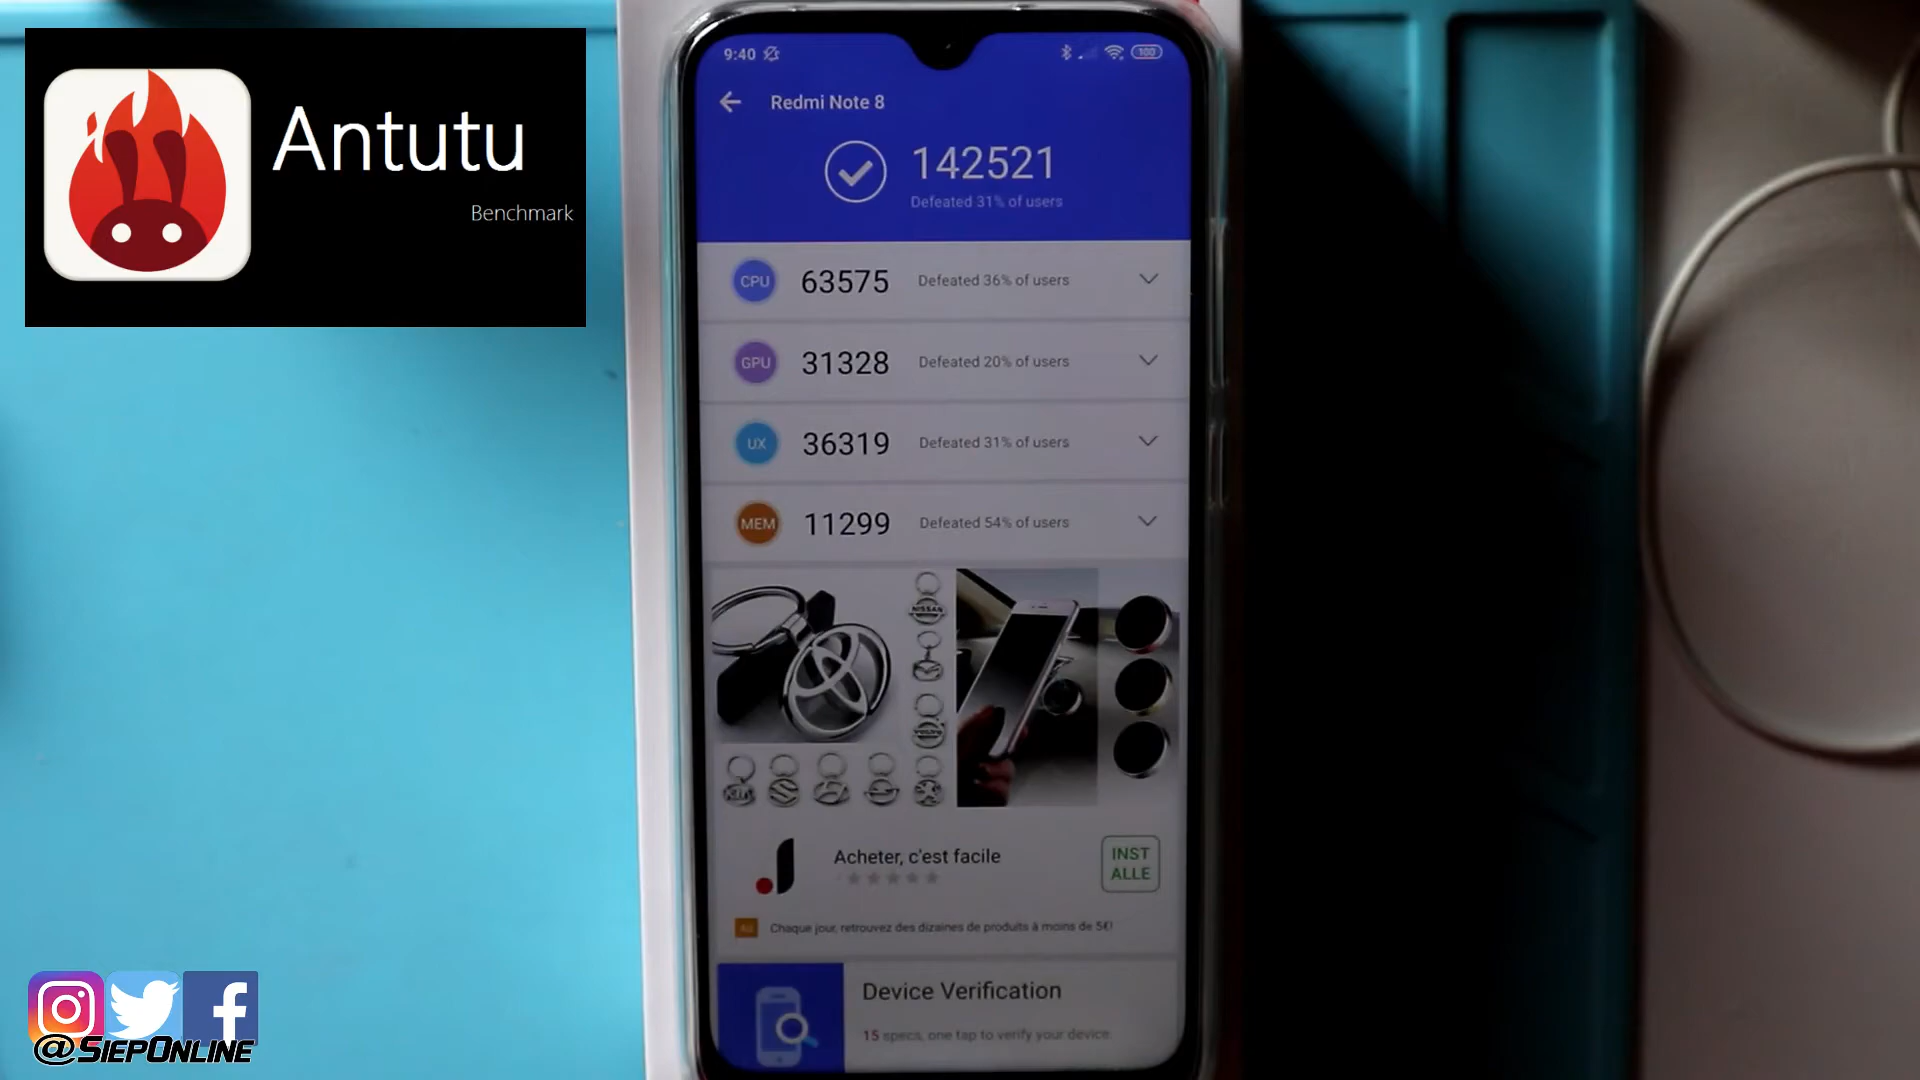 Antutu
Benchmark
9:40
100
Redmi Note 8
142521
Defeated 31% of users
CPU 63575 Defeated 36% of users
GPU 31328 Defeated 20% of users
UX 36319 Defeated 31% of users
MEM 11299 Defeated 54% of users
NISSAN
Acheter, c'est facile
INST
ALLE
Ad Chaque jour, retrouvez des dizaines de produits à moins de 5€!
Device Verification
15 specs, one tap to verify your device.
@SiepOnline